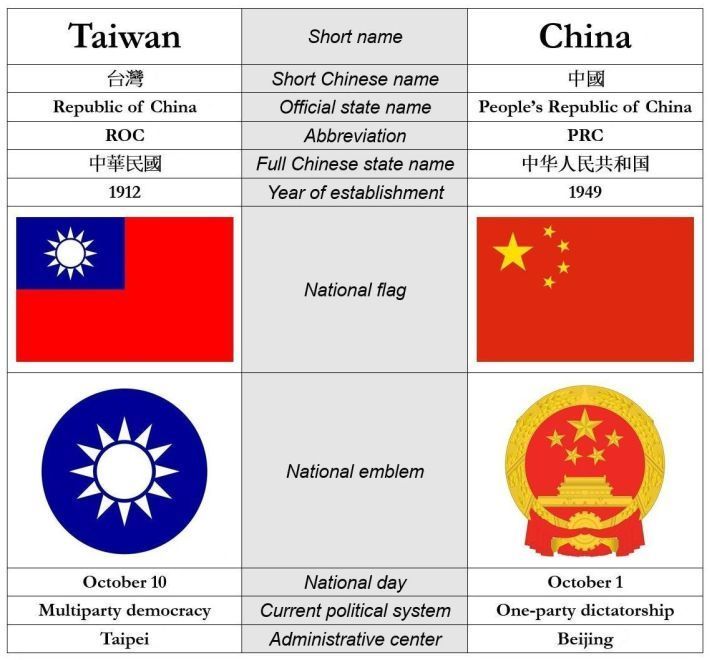 Taiwan Short name China
台灣 Short Chinese name 中國
Republic of China Official state name People’s Republic of China
ROC Abbreviation PRC
中華民國 Full Chinese state name 中华人民共和国
1912 Year of establishment 1949
National flag
National emblem
October 10 National day October 1
Multiparty democracy Current political system One-party dictatorship
Taipei Administrative center Beijing